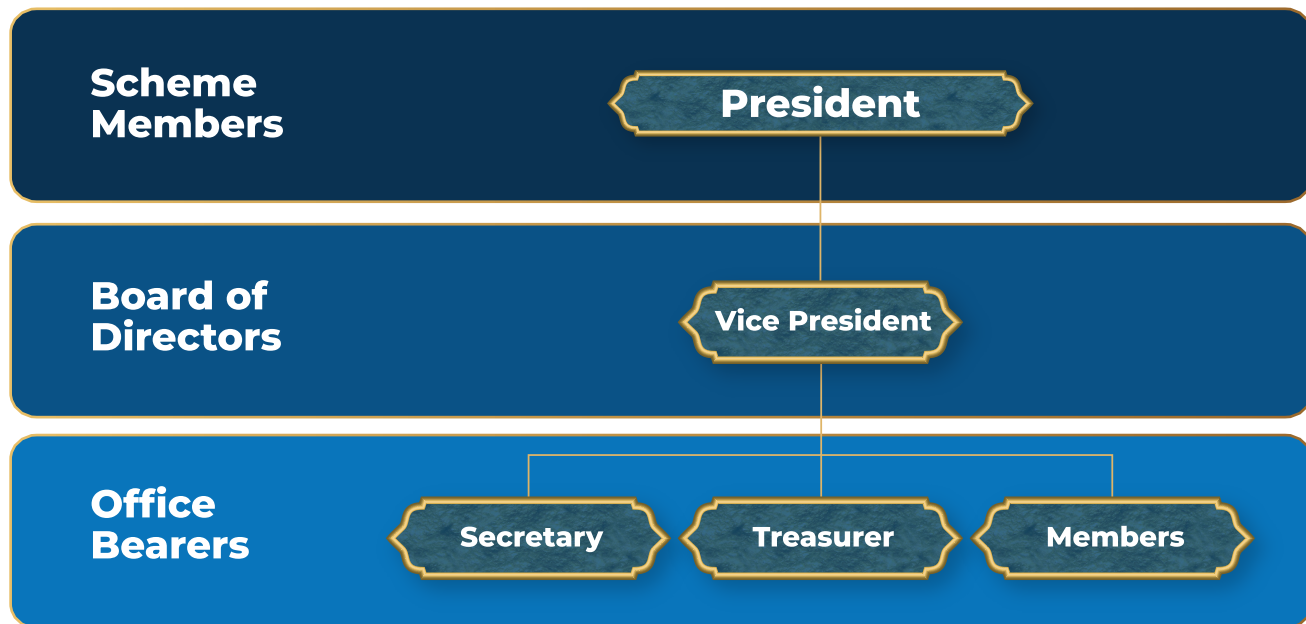 Scheme
Members
President
Board of
Directors
Vice President
Office
Bearers
Secretary
Treasurer
Members